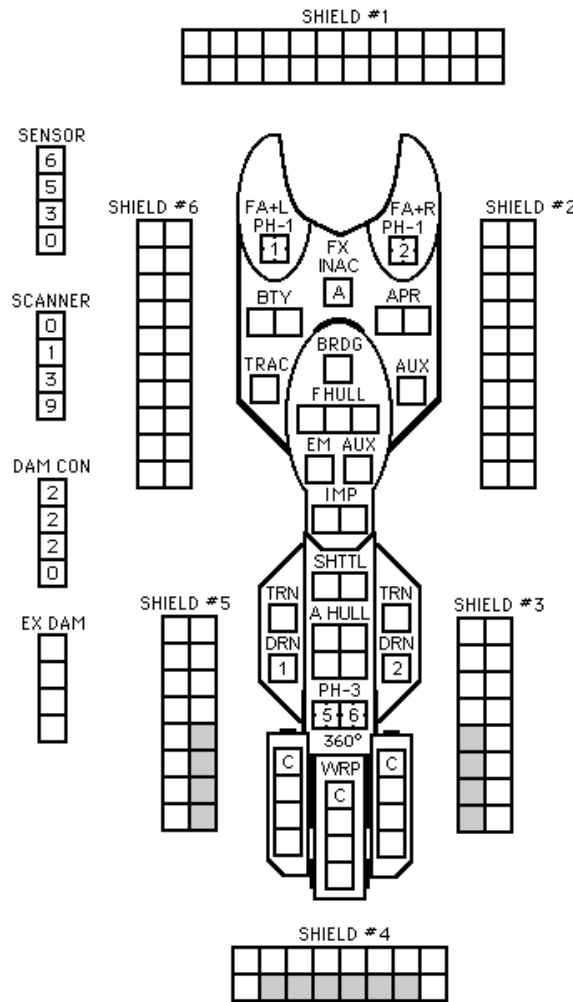 SHIELD #1
SENSOR
6
5
3
0
SHIELD #6
FA+L
PH-1
1
FA+R
PH-1
2
SHIELD #2
FX
INAC
A
BTY
APR
SCANNER
0
1
3
9
BRDG
TRAC
AUX
F HULL
EM
AUX
DAM CON
2
2
2
0
IMP
SHTTL
SHIELD #5
TRN
TRN
SHIELD #3
A HULL
EX DAM
DRN
1
DRN
2
PH-3
5 6
360°
C
WRP
C
C
SHIELD #4